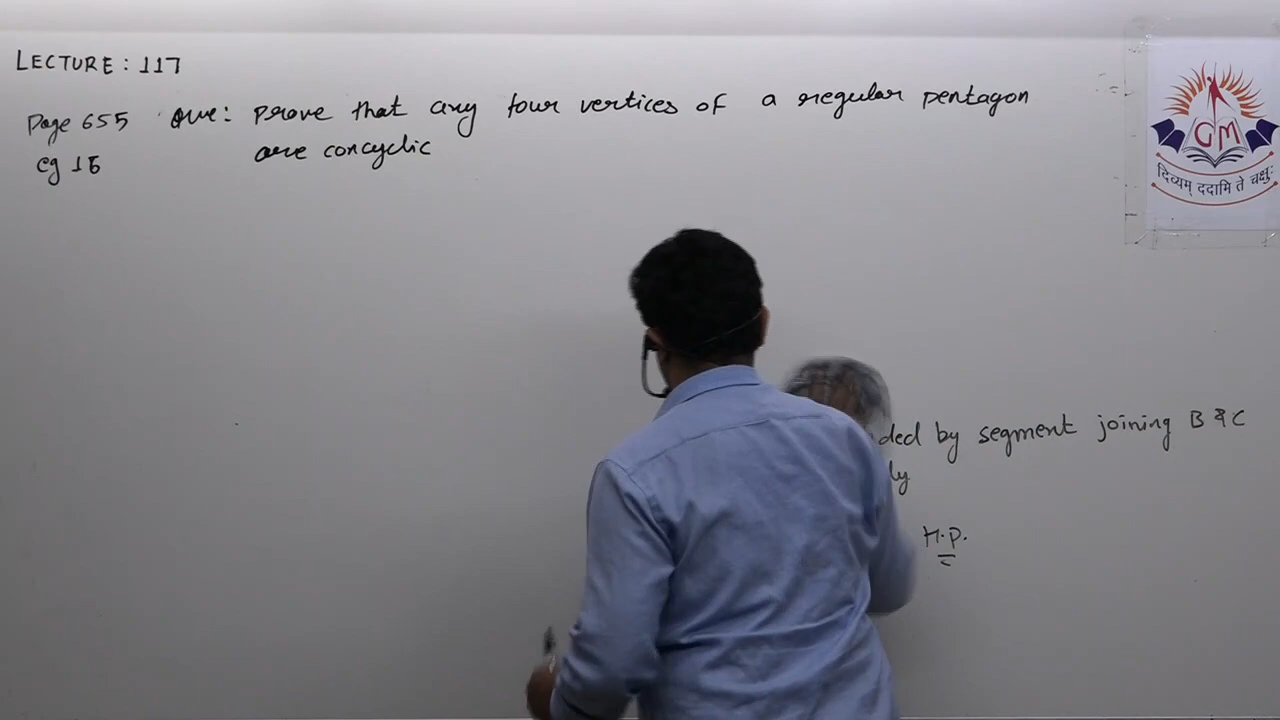 LECTURE: 117
Page 655 Que: Prove that any four vertices of a regular pentagon
eg 15 are concyclic
GM
दिव्यम् ददामि ते चक्षुः
ded by segment joining B & C
ly
H.P.